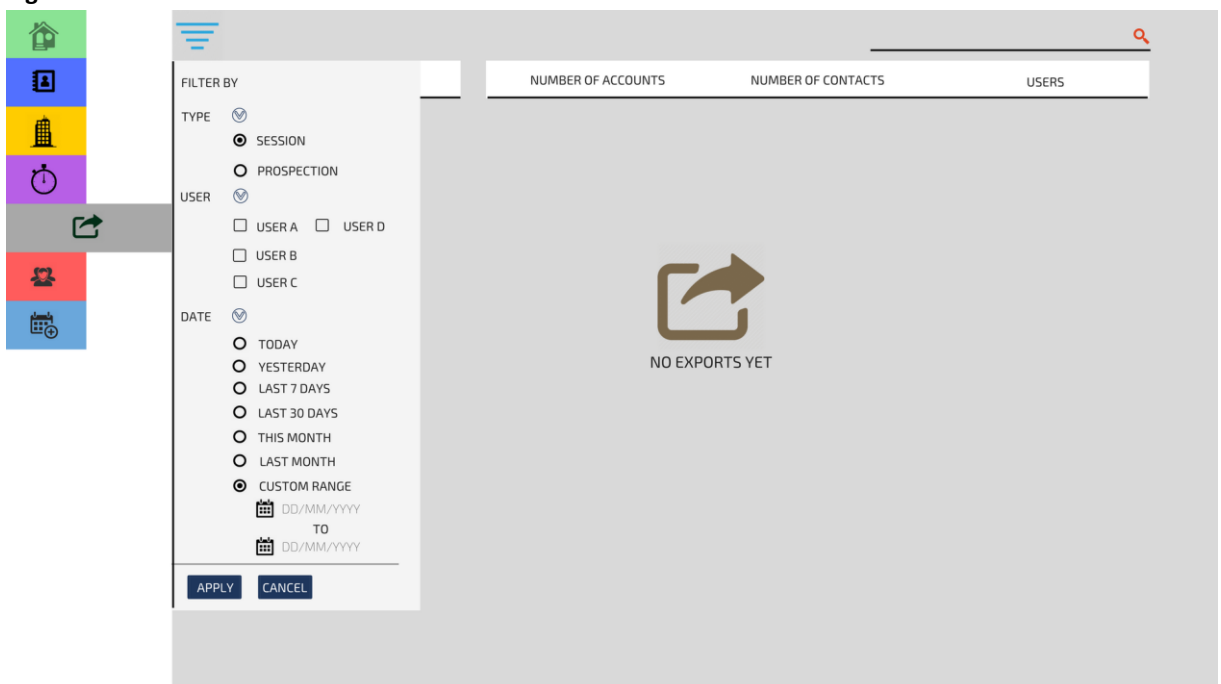 FILTER BY
NUMBER OF ACCOUNTS NUMBER OF CONTACTS USERS
TYPE
SESSION
PROSPECTION
USER
USER A USER D
USER B
USER C
DATE
TODAY
YESTERDAY
LAST 7 DAYS
LAST 30 DAYS
THIS MONTH
LAST MONTH
CUSTOM RANGE
DD/MM/YYYY
TO
DD/MM/YYYY
APPLY CANCEL
NO EXPORTS YET